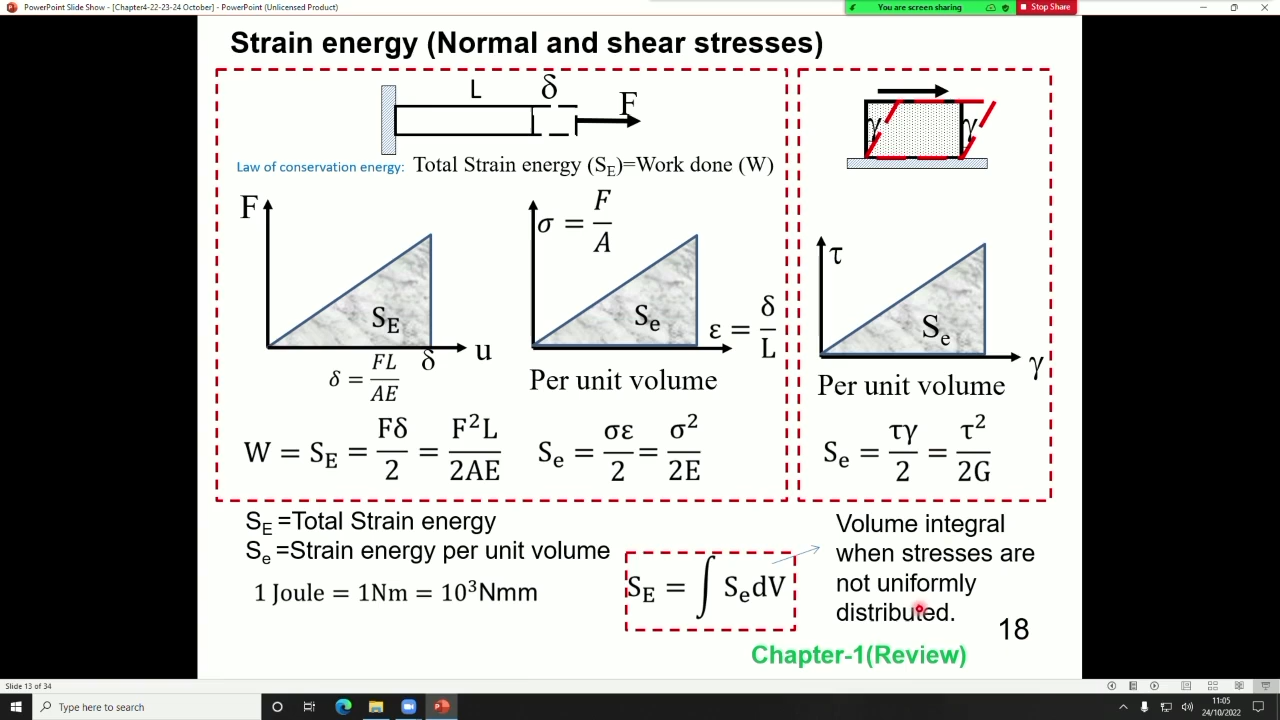 PowerPoint Slide Show - [Chapter4-22-23-24 October] - PowerPoint (Unlicensed Product)
You are screen sharing
Stop Share
Strain energy (Normal and shear stresses)
L
δ
F
γ
γ
Law of conservation energy: Total Strain energy (S_E)=Work done (W)
F
S_E
δ
u
δ = FL/AE
σ = F/A
S_e
ε = δ/L
Per unit volume
τ
S_e
γ
Per unit volume
W = S_E = Fδ/2 = F²L/2AE
S_e = σε/2 = σ²/2E
S_e = τγ/2 = τ²/2G
S_E =Total Strain energy
S_e =Strain energy per unit volume
1 Joule = 1Nm = 10³Nmm
S_E = ∫ S_e dV
Volume integral
when stresses are
not uniformly
distributed.
18
Chapter-1(Review)
Slide 13 of 34
Type here to search
11:05
24/10/2022